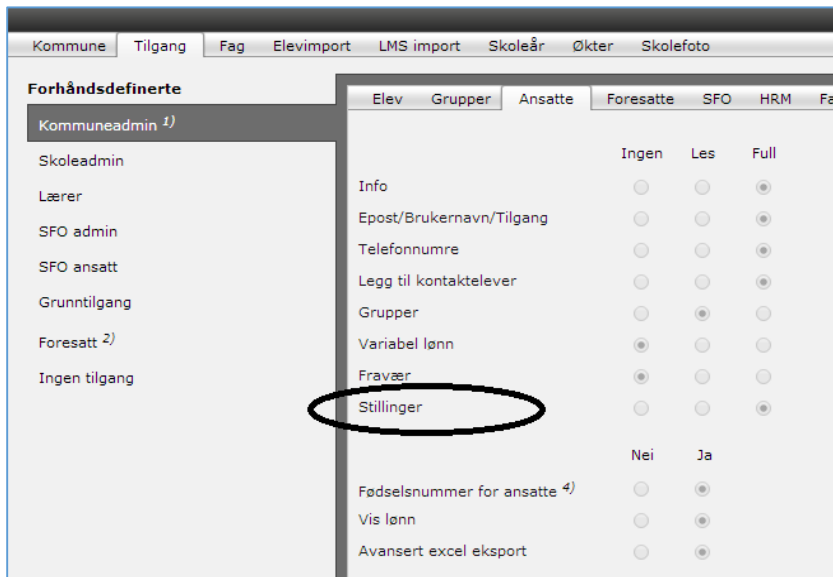 Kommune Tilgang Fag Elevimport LMS import Skoleår Økter Skolefoto
Forhåndsdefinerte
Kommuneadmin 1)
Skoleadmin
Lærer
SFO admin
SFO ansatt
Grunntilgang
Foresatt 2)
Ingen tilgang
Elev Grupper Ansatte Foresatte SFO HRM
Ingen Les Full
Info
Epost/Brukernavn/Tilgang
Telefonnumre
Legg til kontaktelever
Grupper
Variabel lønn
Fravær
Stillinger
Nei Ja
Fødselsnummer for ansatte 4)
Vis lønn
Avansert excel eksport